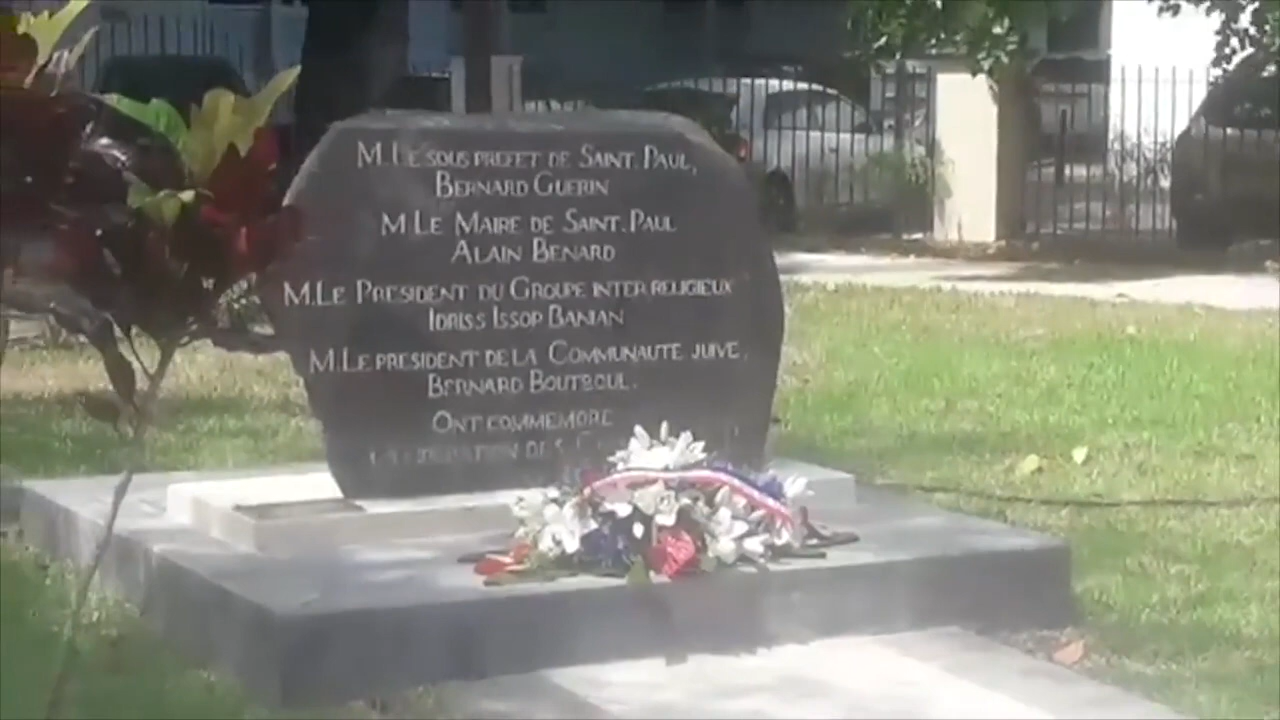 M. LE SOUS PREFET DE SAINT. PAUL,
BERNARD GUERIN
M. LE MAIRE DE SAINT. PAUL
ALAIN BENARD
M. LE PRESIDENT DU GROUPE INTER RELIGIEUX
IDRISS ISSOP BANIAN
M. LE PRESIDENT DE LA COMMUNAUTE JUIVE.
BERNARD BOUTBOUL.
ONT COMMEMORE
DES